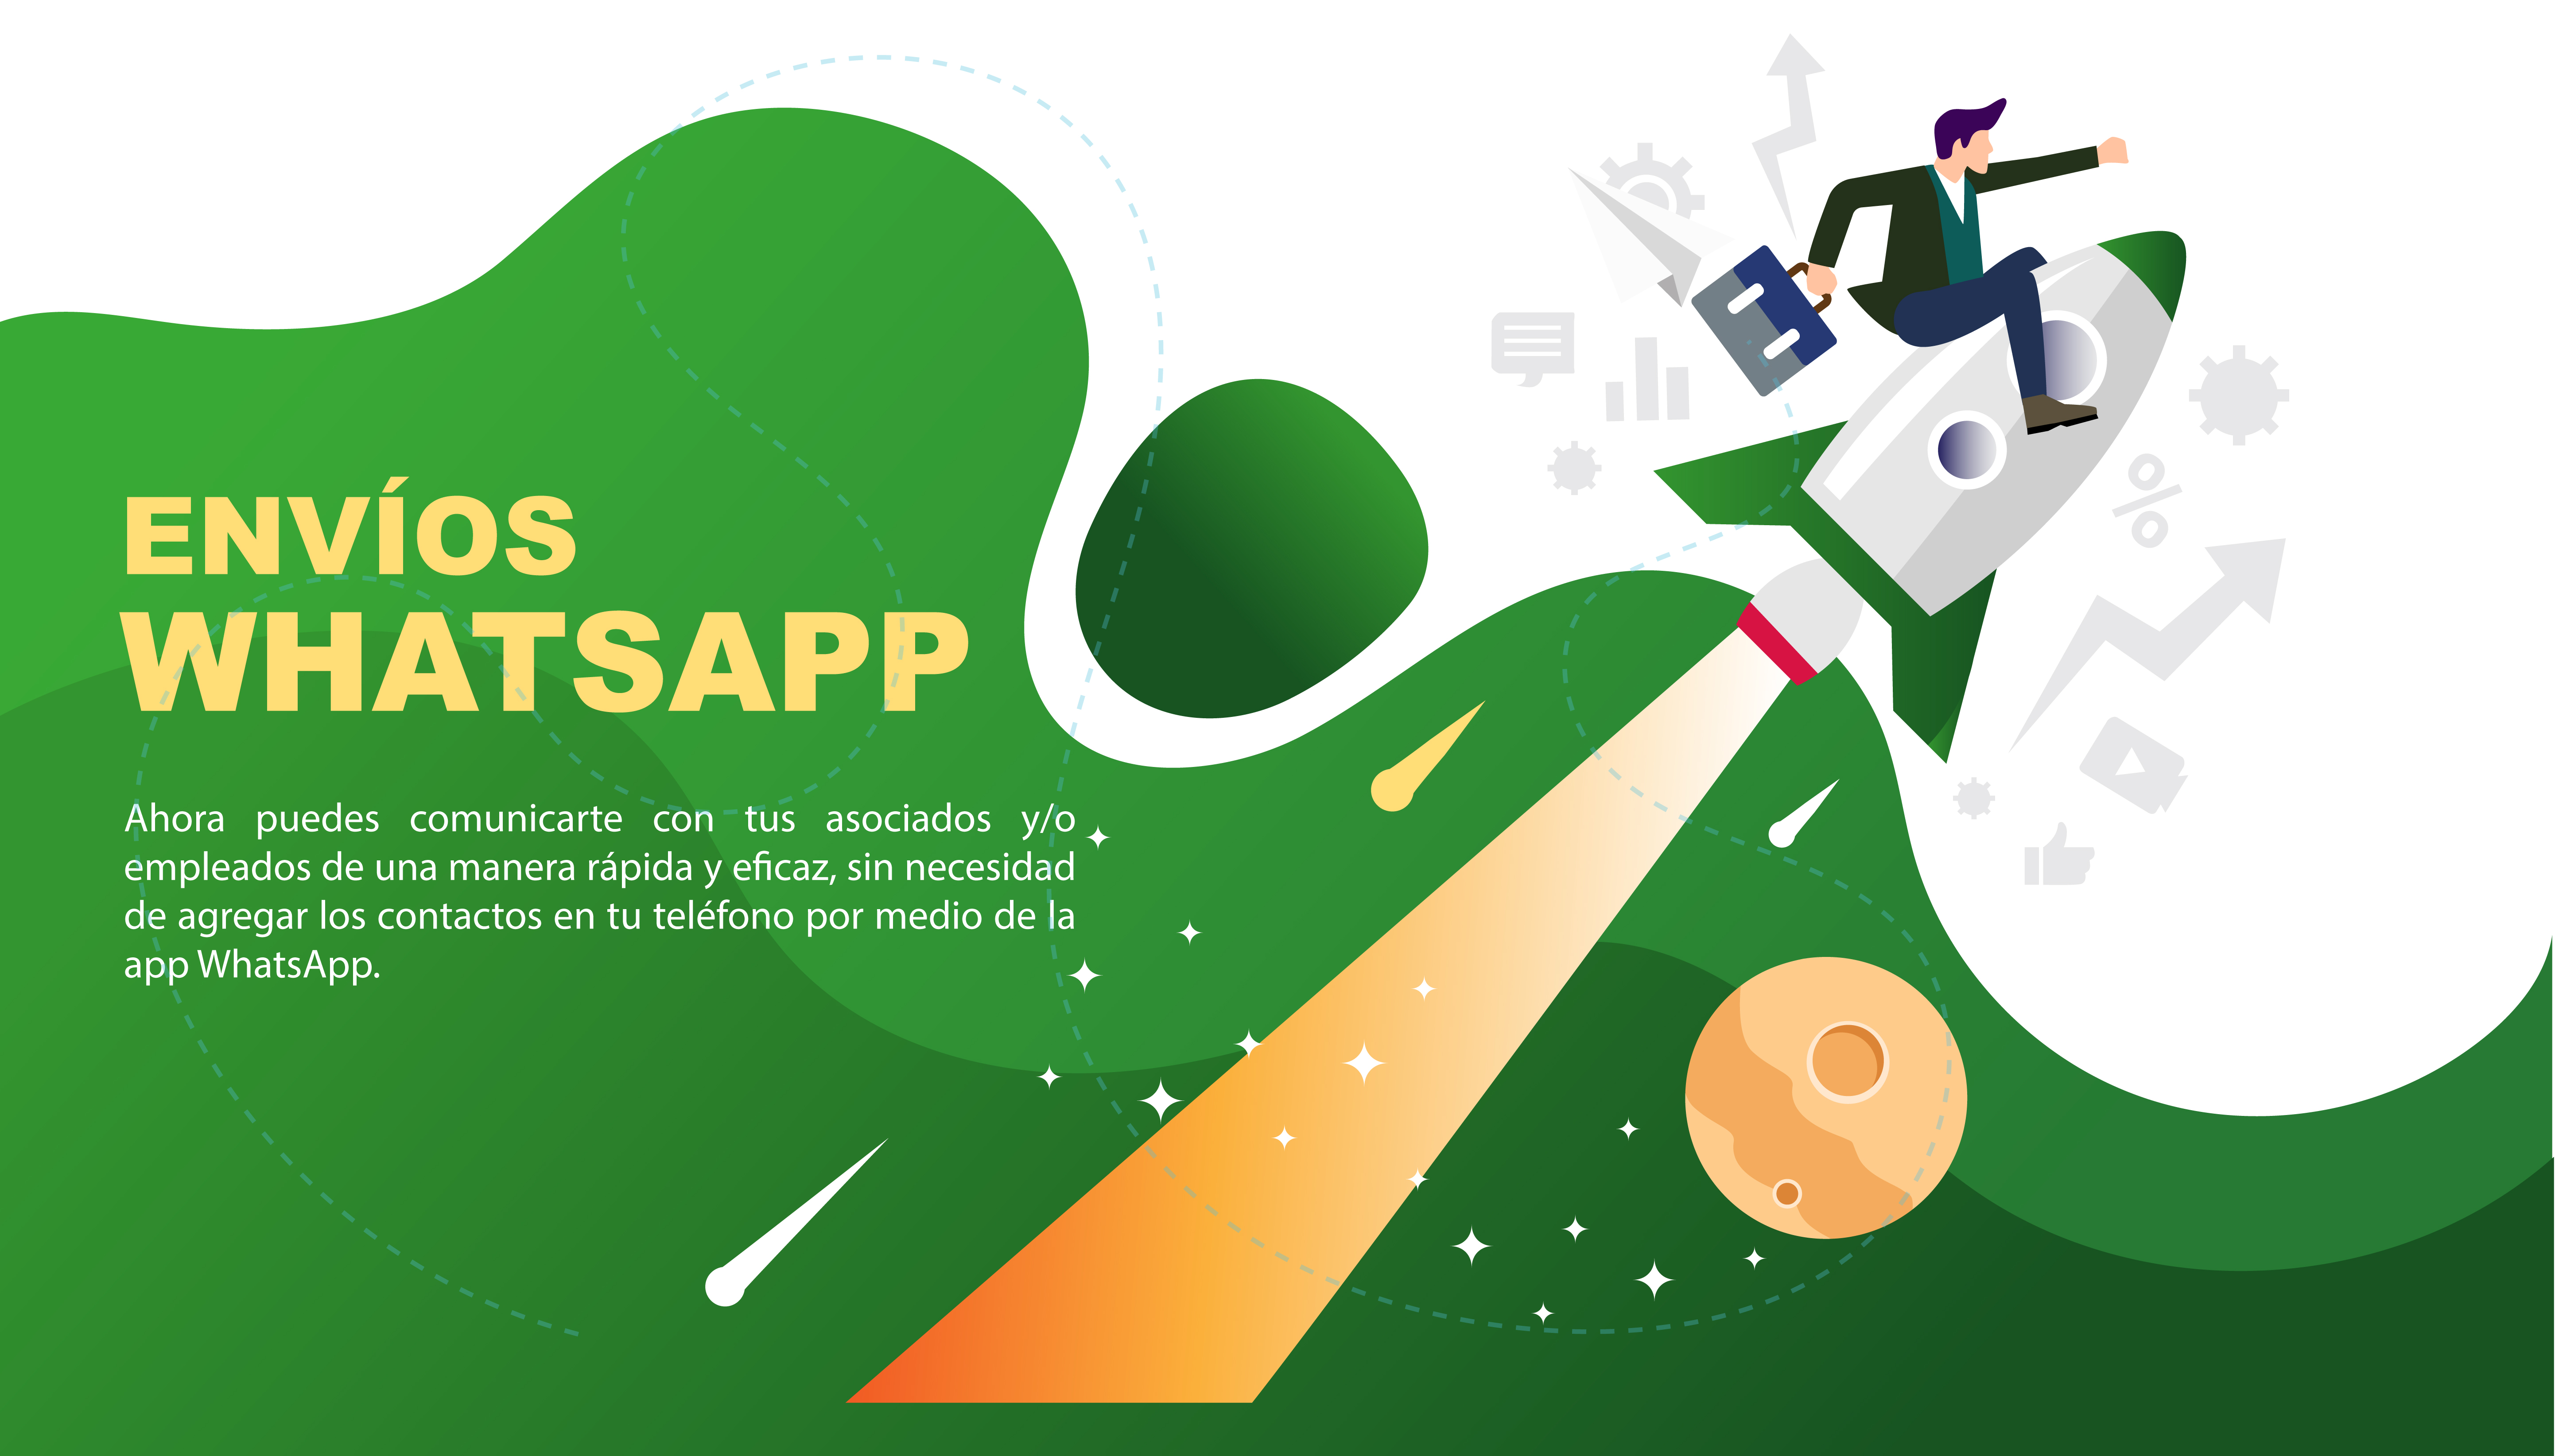 ENVÍOS
WHATSAPP
Ahora puedes comunicarte con tus asociados y/o
empleados de una manera rápida y eficaz, sin necesidad
de agregar los contactos en tu teléfono por medio de la
app WhatsApp.
%